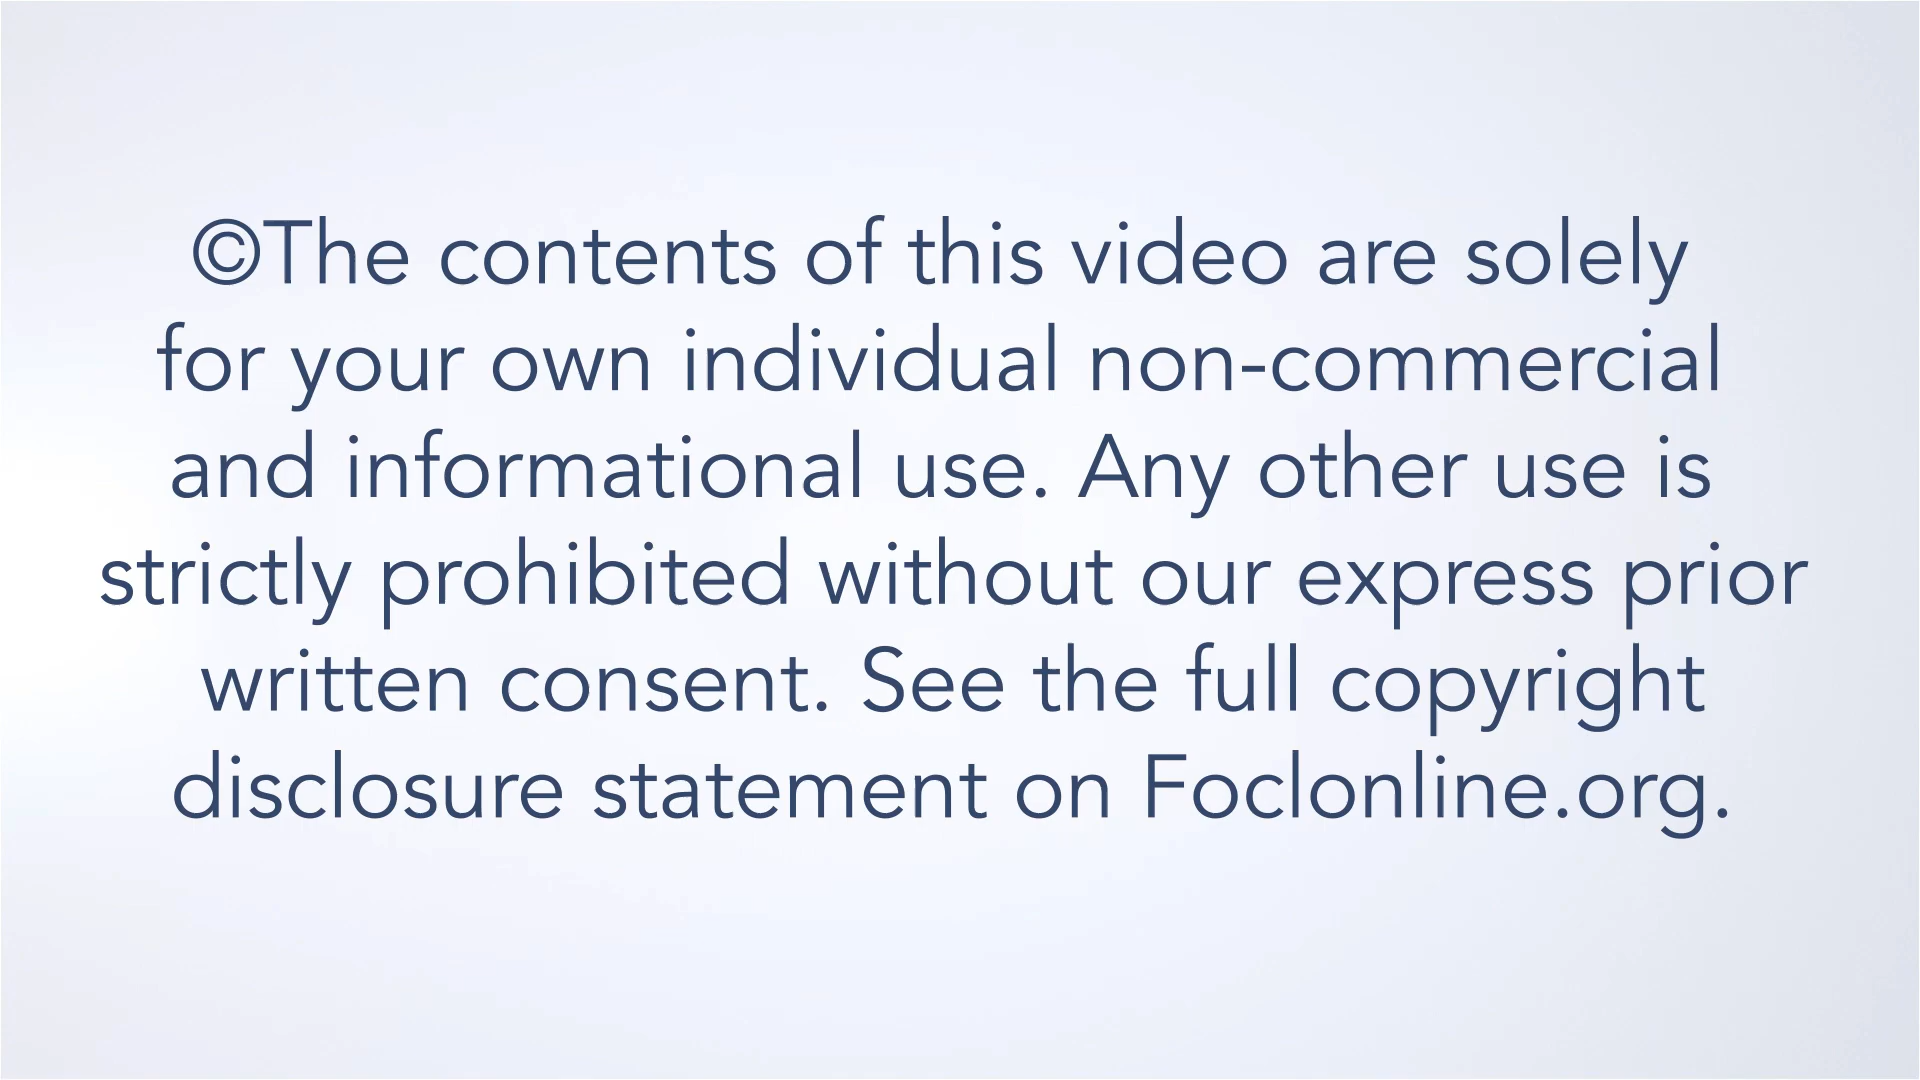 ©The contents of this video are solely
for your own individual non-commercial
and informational use. Any other use is
strictly prohibited without our express prior
written consent. See the full copyright
disclosure statement on Foclonline.org.